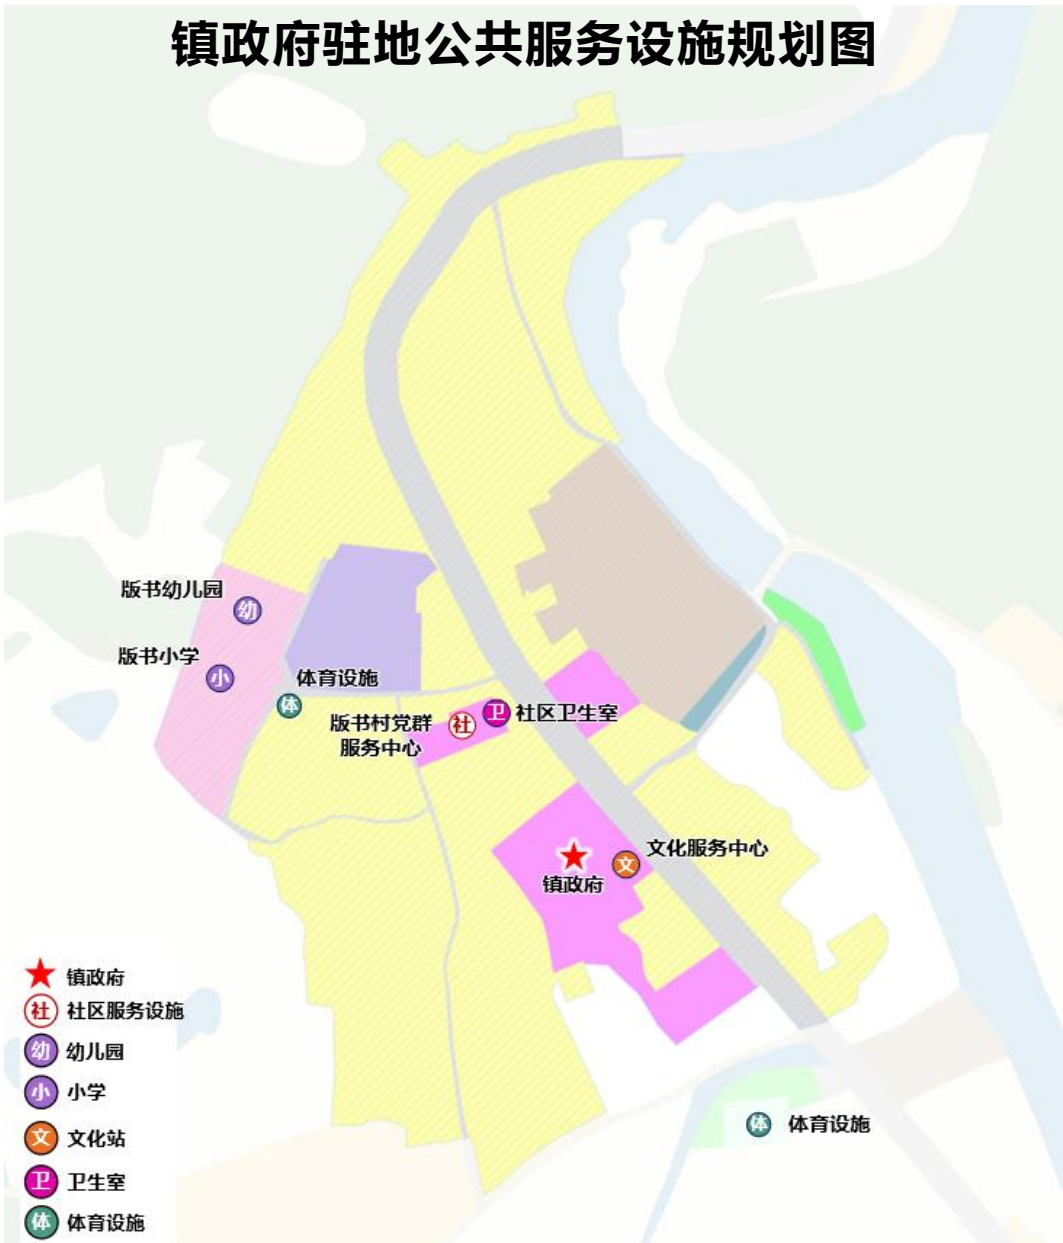 镇政府驻地公共服务设施规划图
版书幼儿园
幼
版书小学
小
体育设施
体
版书村党群
服务中心
社
卫
社区卫生室
文化服务中心
文
镇政府
镇政府
社 社区服务设施
幼 幼儿园
小 小学
文 文化站
卫 卫生室
体 体育设施
体 体育设施